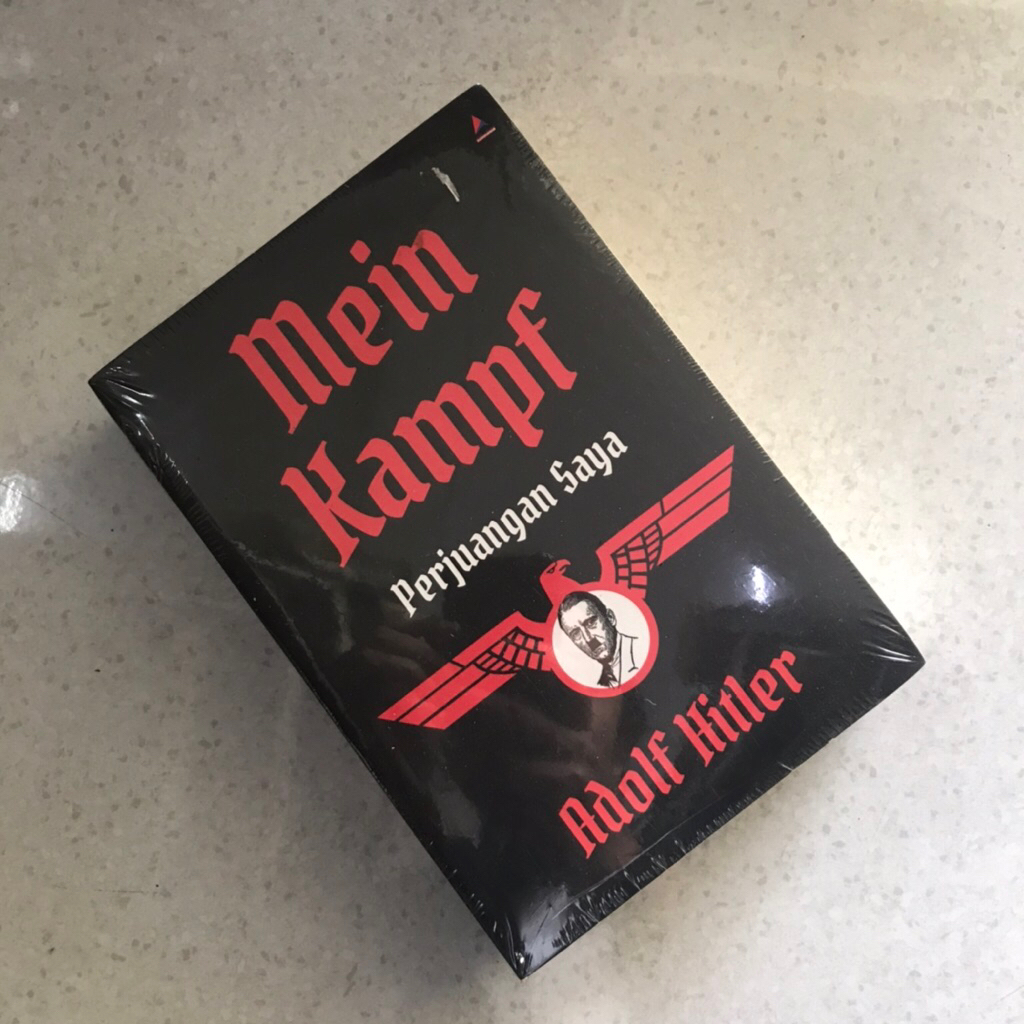 Mein
Kampf
Perjuangan Saya
Adolf Hitler